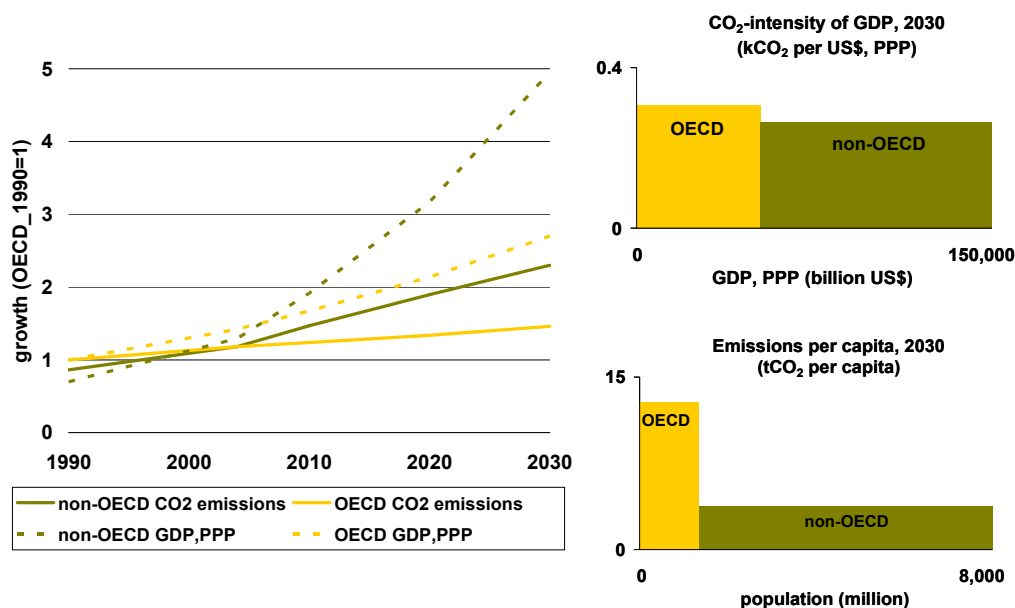 growth (OECD_1990=1)
5
4
3
2
1
0
1990 2000 2010 2020 2030
non-OECD CO2 emissions OECD CO2 emissions
non-OECD GDP,PPP OECD GDP,PPP
CO₂-intensity of GDP, 2030
(kCO₂ per US$, PPP)
0.4
OECD
non-OECD
0
0 150,000
GDP, PPP (billion US$)
Emissions per capita, 2030
(tCO₂ per capita)
15
OECD
non-OECD
0
0 8,000
population (million)